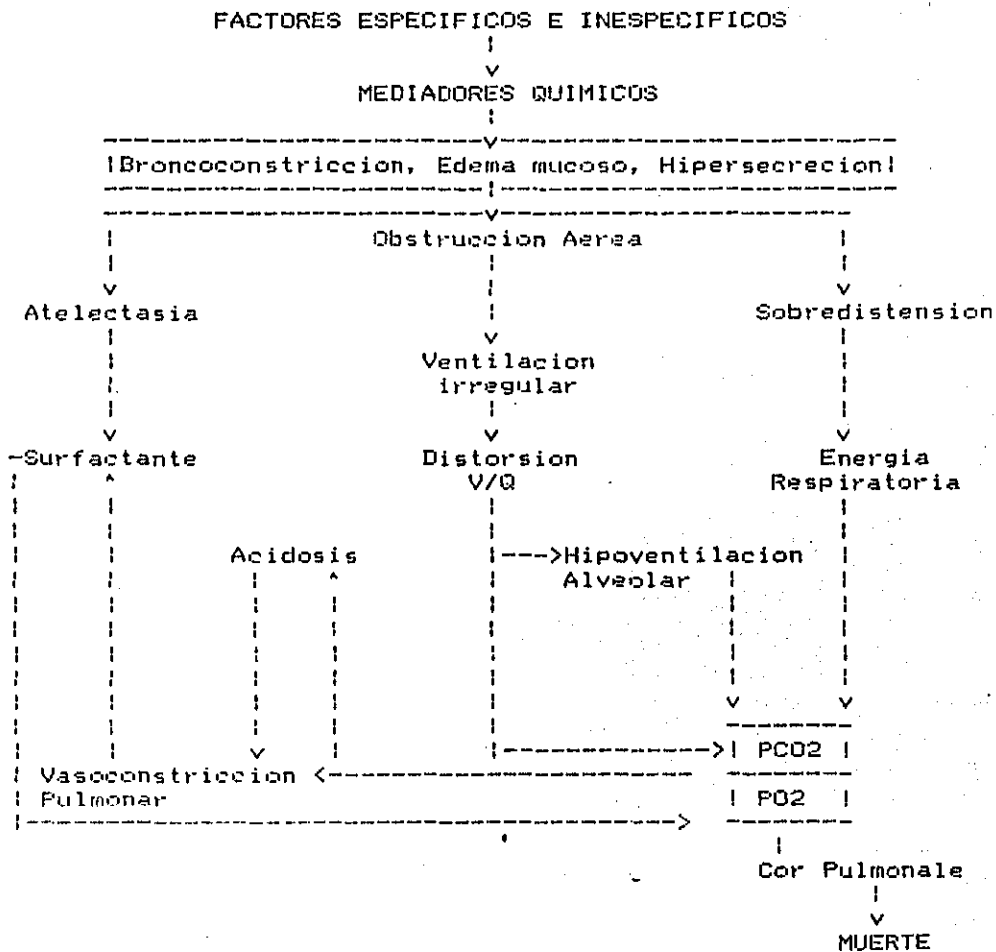 FACTORES ESPECIFICOS E INESPECIFICOS
MEDIADORES QUIMICOS
Broncoconstriccion, Edema mucoso, Hipersecrecion
Obstruccion Aerea
Atelectasia
Sobredistension
Ventilacion
irregular
-Surfactante
Distorsion
V/Q
Energia
Respiratoria
Acidosis
--->Hipoventilacion
Alveolar
PCO2
Vasoconstriccion
Pulmonar
PO2
Cor Pulmonale
MUERTE